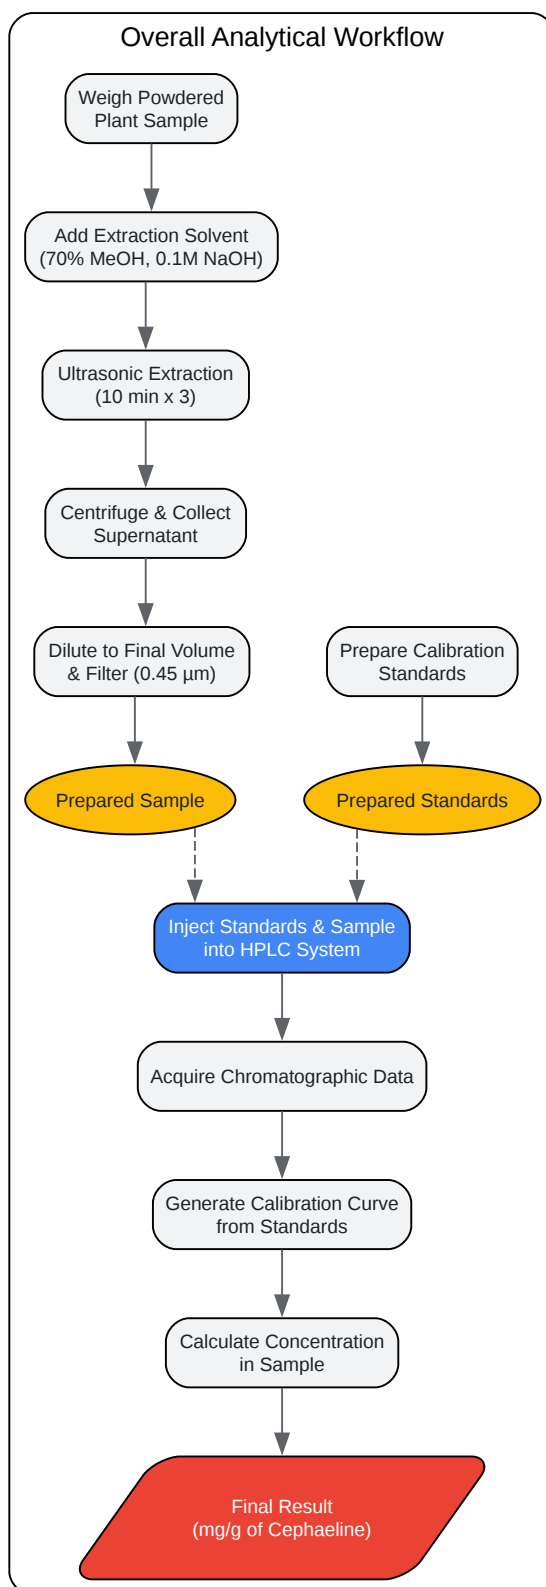 Overall Analytical Workflow
Weigh Powdered
Plant Sample
Add Extraction Solvent
(70% MeOH, 0.1M NaOH)
Ultrasonic Extraction
(10 min x 3)
Centrifuge & Collect
Supernatant
Dilute to Final Volume
& Filter (0.45 µm)
Prepare Calibration
Standards
Prepared Sample
Prepared Standards
Inject Standards & Sample
into HPLC System
Acquire Chromatographic Data
Generate Calibration Curve
from Standards
Calculate Concentration
in Sample
Final Result
(mg/g of Cephaeline)